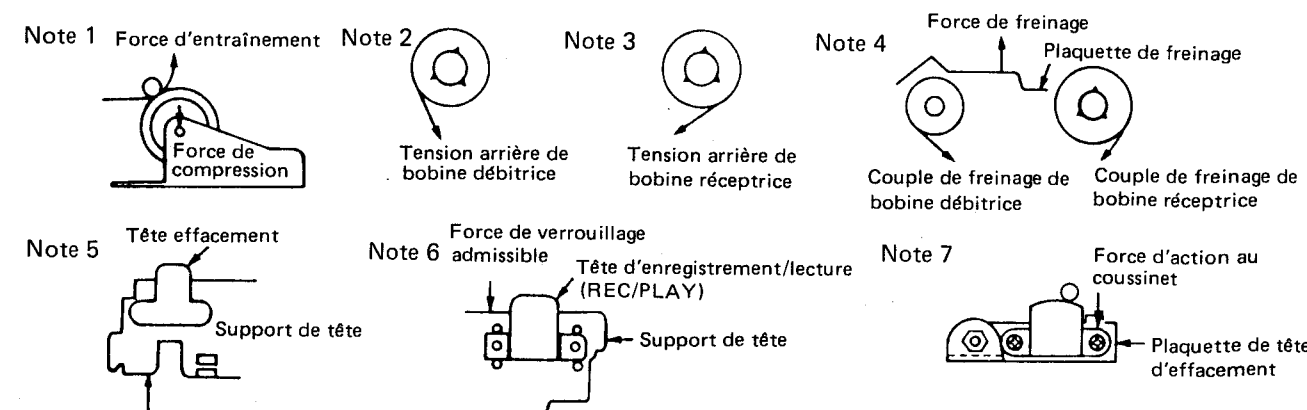 Note 1
Force d'entraînement
Force de
compression
Note 2
Tension arrière de
bobine débitrice
Note 3
Tension arrière de
bobine réceptrice
Note 4
Force de freinage
Plaquette de freinage
Couple de freinage de
bobine débitrice
Couple de freinage de
bobine réceptrice
Note 5
Tête effacement
Support de tête
Note 6
Force de verrouillage
admissible
Tête d'enregistrement/lecture
(REC/PLAY)
Support de tête
Note 7
Force d'action au
coussinet
Plaquette de tête
d'effacement